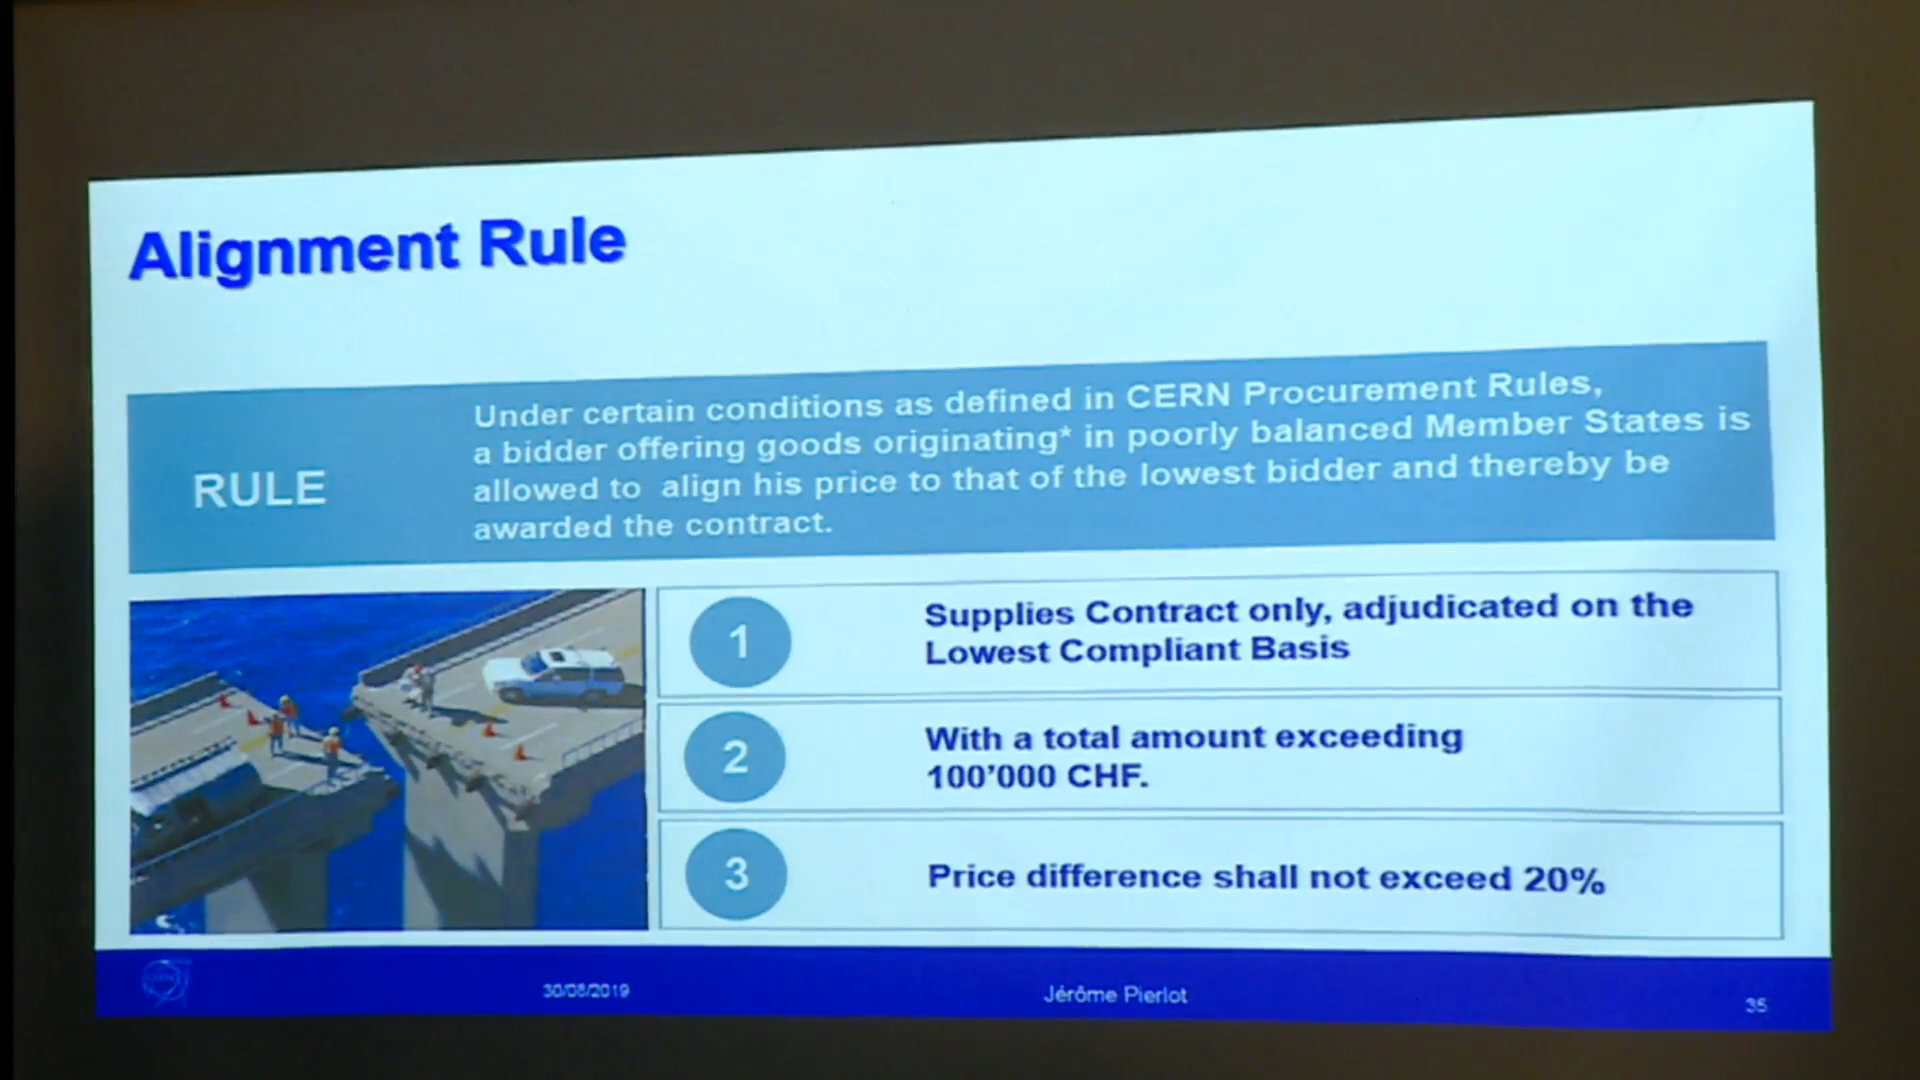 Alignment Rule
RULE
Under certain conditions as defined in CERN Procurement Rules,
a bidder offering goods originating* in poorly balanced Member States is
allowed to align his price to that of the lowest bidder and thereby be
awarded the contract.
1
Supplies Contract only, adjudicated on the
Lowest Compliant Basis
2
With a total amount exceeding
100’000 CHF.
3
Price difference shall not exceed 20%
30/08/2019
Jérôme Pierlot
35